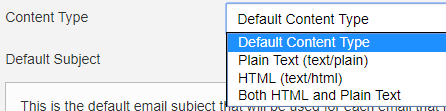 Content Type
Default Content Type
Default Content Type
Plain Text (text/plain)
HTML (text/html)
Both HTML and Plain Text
Default Subject
This is the default email subject that will be used for each email that